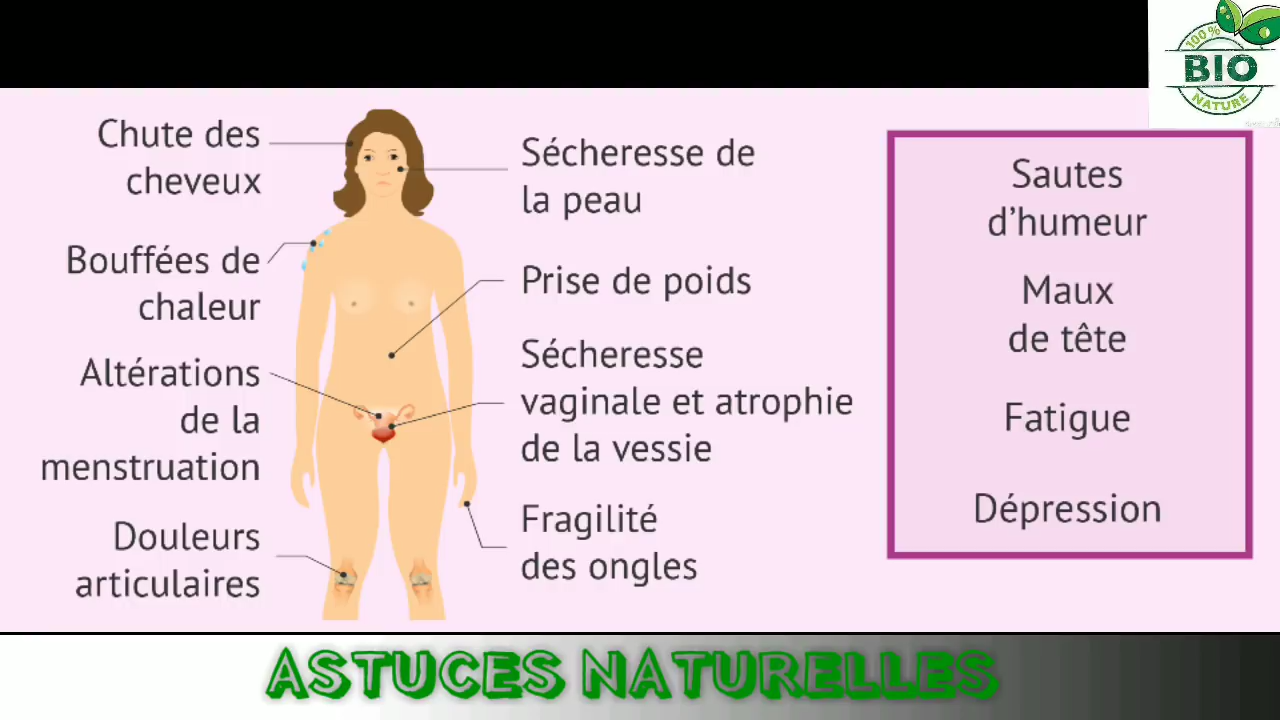 100%
BIO
NATURE
Chute des
cheveux
Bouffées de
chaleur
Altérations
de la
menstruation
Douleurs
articulaires
Sécheresse de
la peau
Prise de poids
Sécheresse
vaginale et atrophie
de la vessie
Fragilité
des ongles
Sautes
d’humeur
Maux
de tête
Fatigue
Dépression
ASTUCES NATURELLES